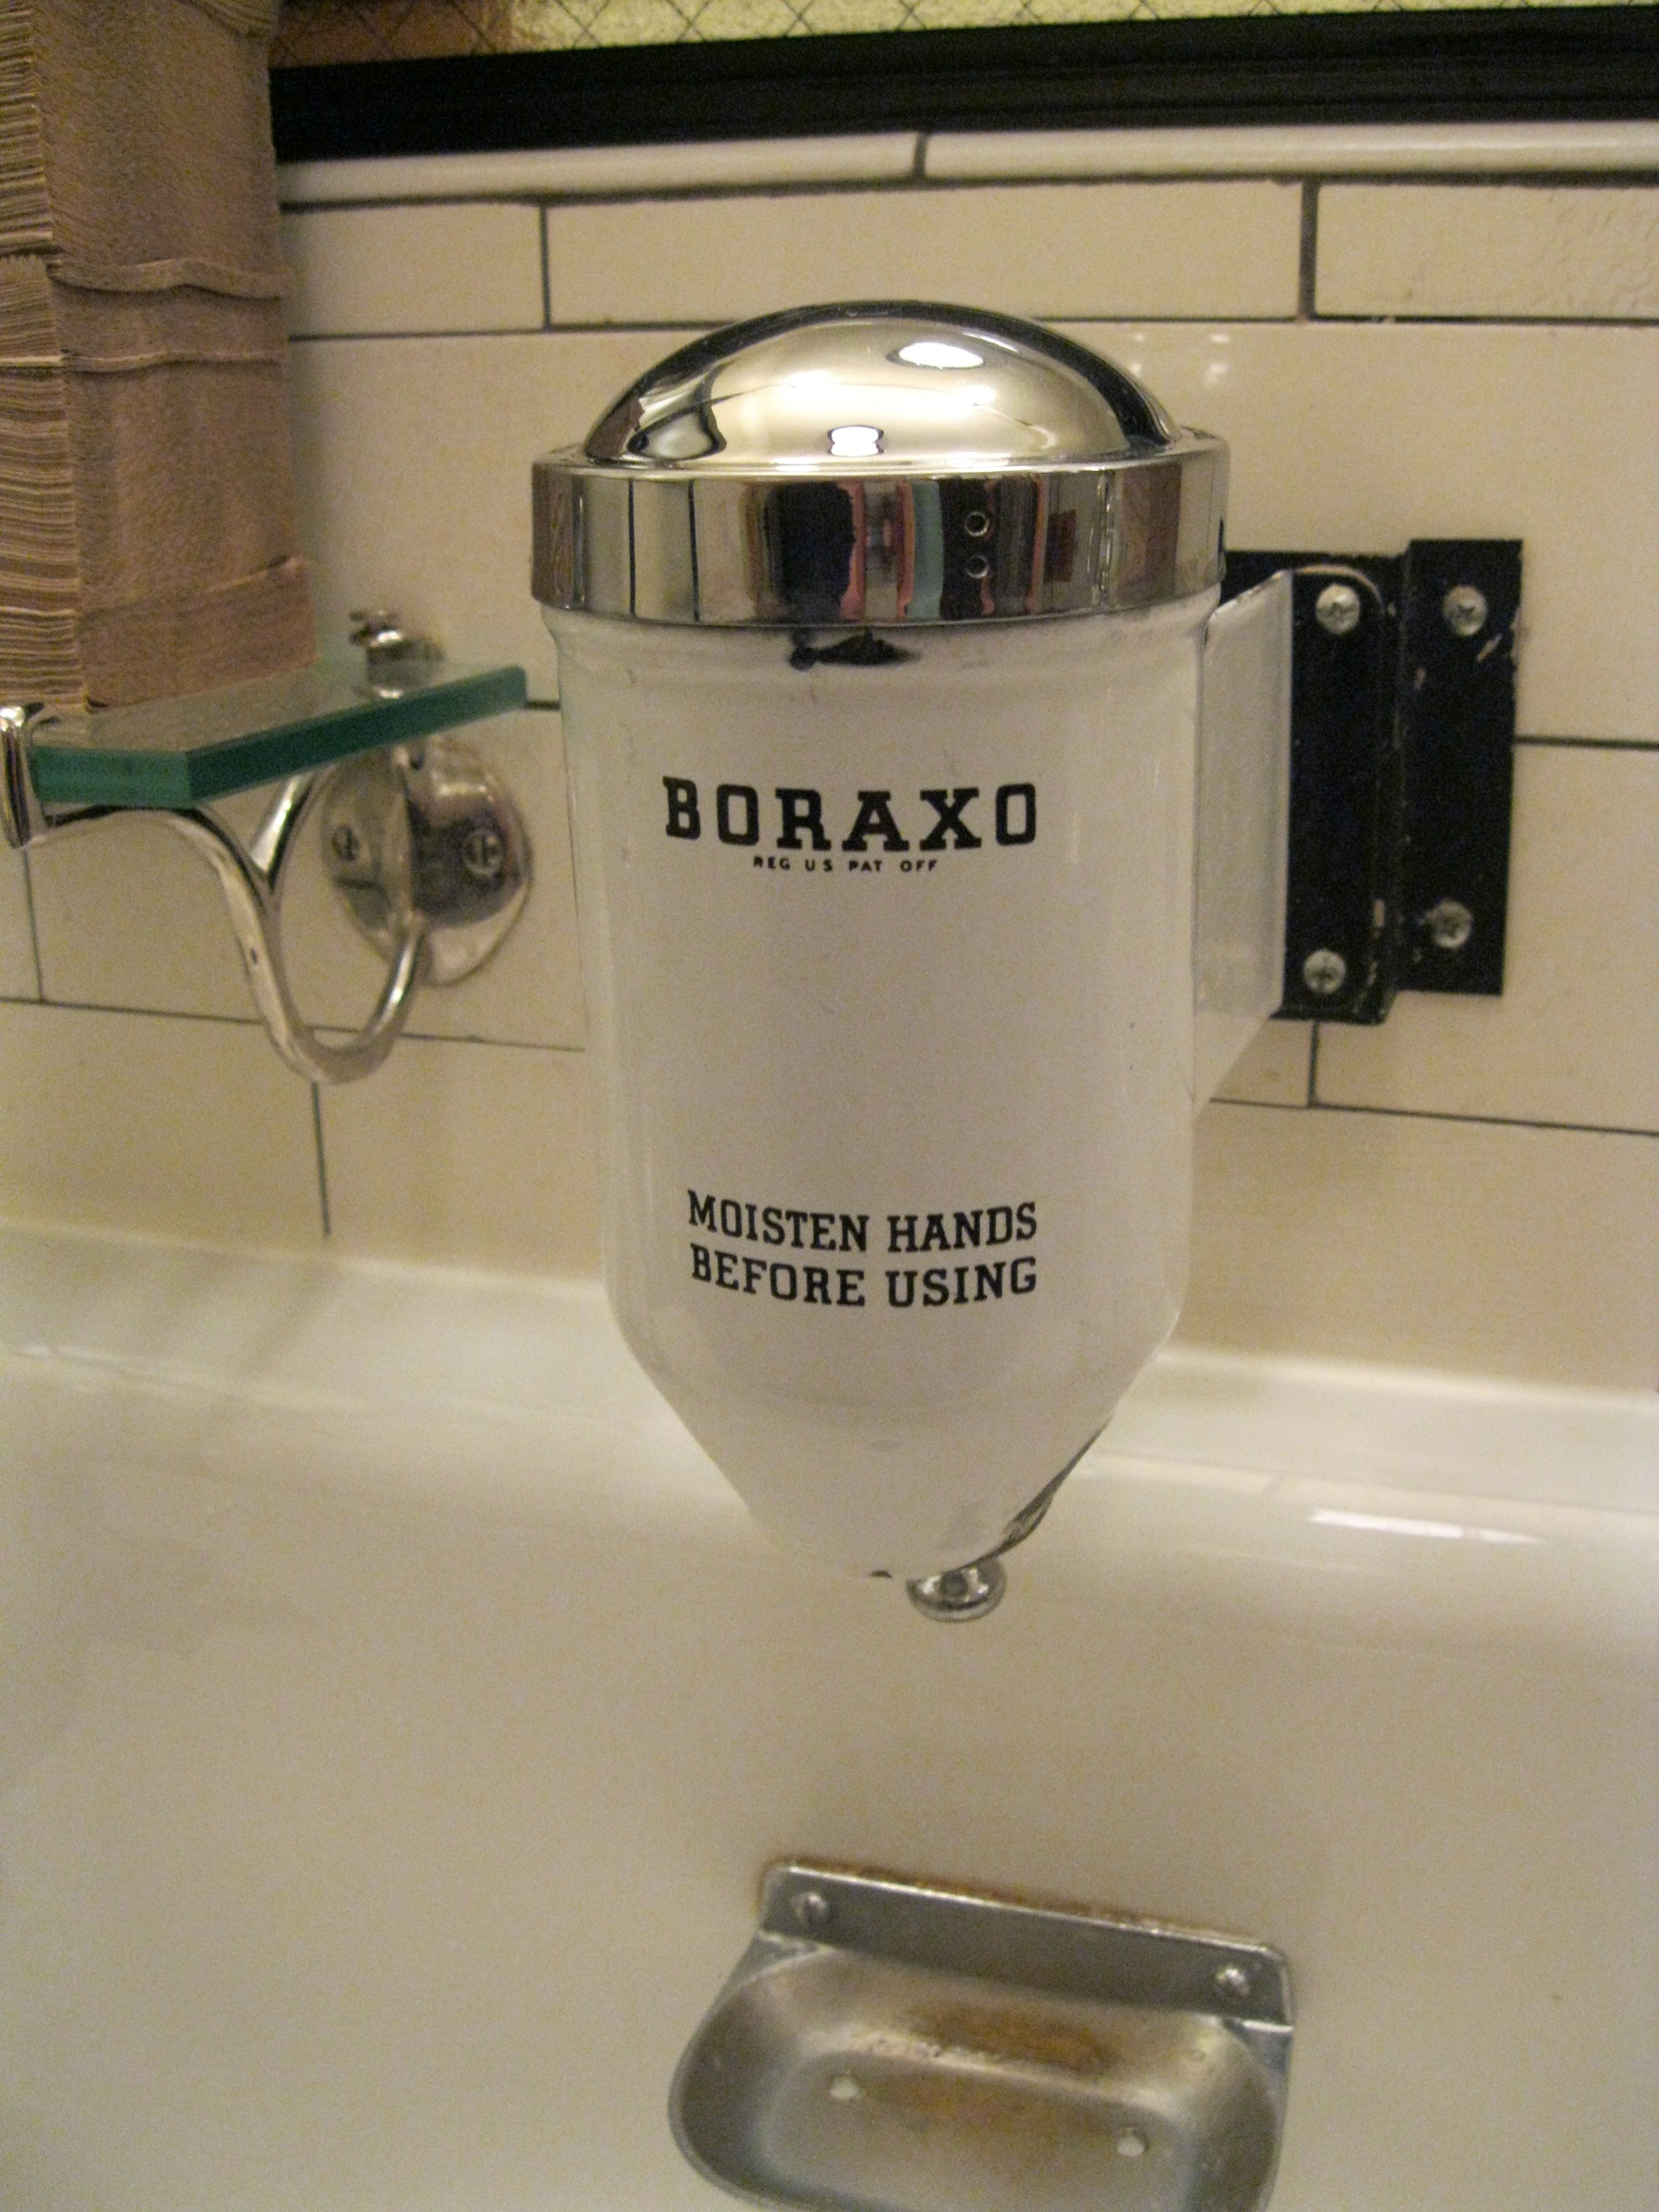 BORAXO
REG US PAT OFF
MOISTEN HANDS
BEFORE USING